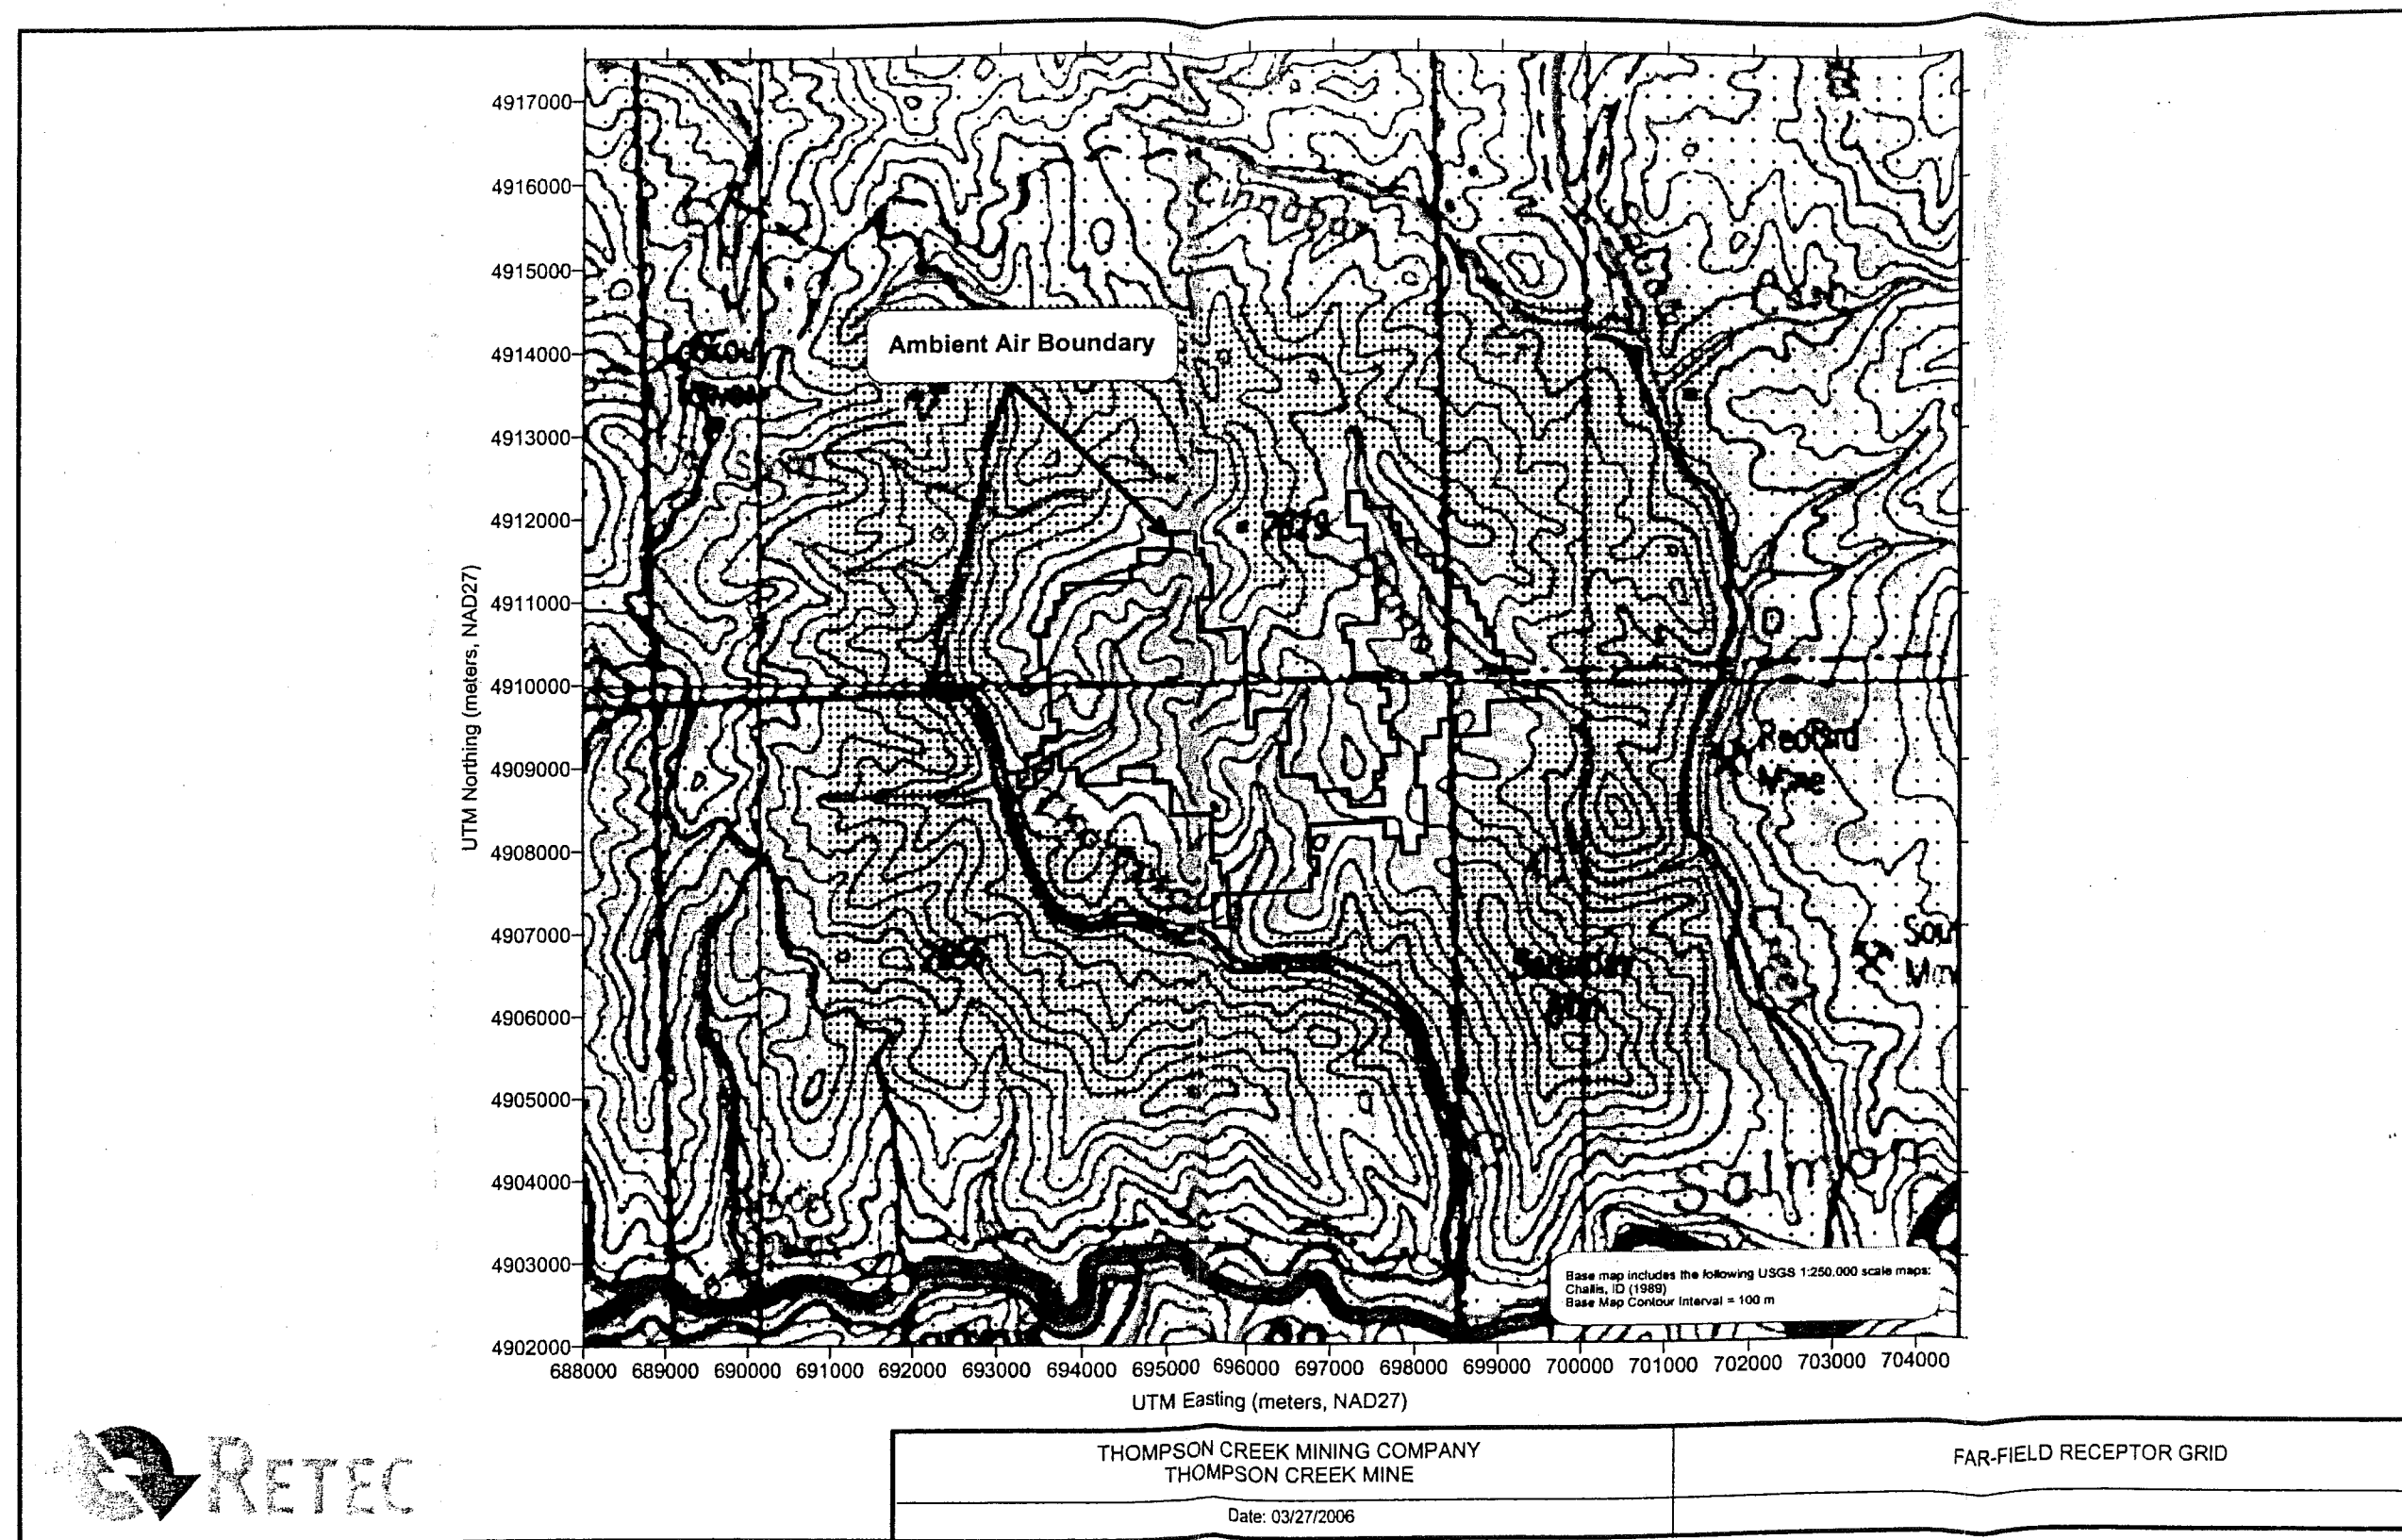 4917000
4916000
4915000
4914000
4913000
4912000
4911000
4910000
4909000
4908000
4907000
4906000
4905000
4904000
4903000
4902000
UTM Northing (meters, NAD27)
Ambient Air Boundary
Mine
Salmon
Base map includes the following USGS 1:250,000 scale maps:
Challis, ID (1989)
Base Map Contour Interval = 100 m
688000 689000 690000 691000 692000 693000 694000 695000 696000 697000 698000 699000 700000 701000 702000 703000 704000
UTM Easting (meters, NAD27)
RETEC
THOMPSON CREEK MINING COMPANY
THOMPSON CREEK MINE
FAR-FIELD RECEPTOR GRID
Date: 03/27/2006